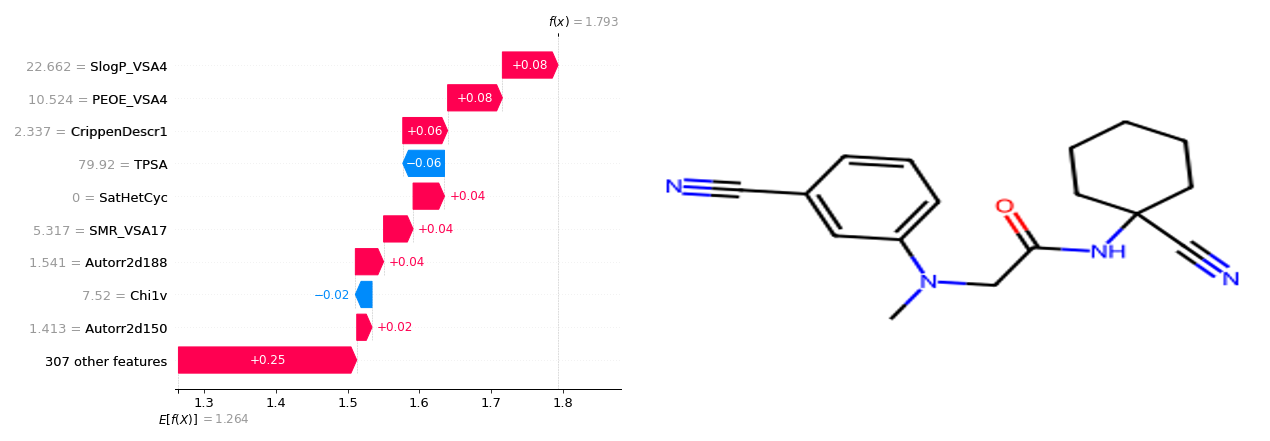 f(x) = 1.793
22.662 = SlogP_VSA4 +0.08
10.524 = PEOE_VSA4 +0.08
2.337 = CrippenDescr1 +0.06
79.92 = TPSA −0.06
0 = SatHetCyc +0.04
5.317 = SMR_VSA17 +0.04
1.541 = Autorr2d188 +0.04
7.52 = Chi1v −0.02
1.413 = Autorr2d150 +0.02
307 other features +0.25
1.3 1.4 1.5 1.6 1.7 1.8
E[f(X)] = 1.264
N
O
NH
N
N